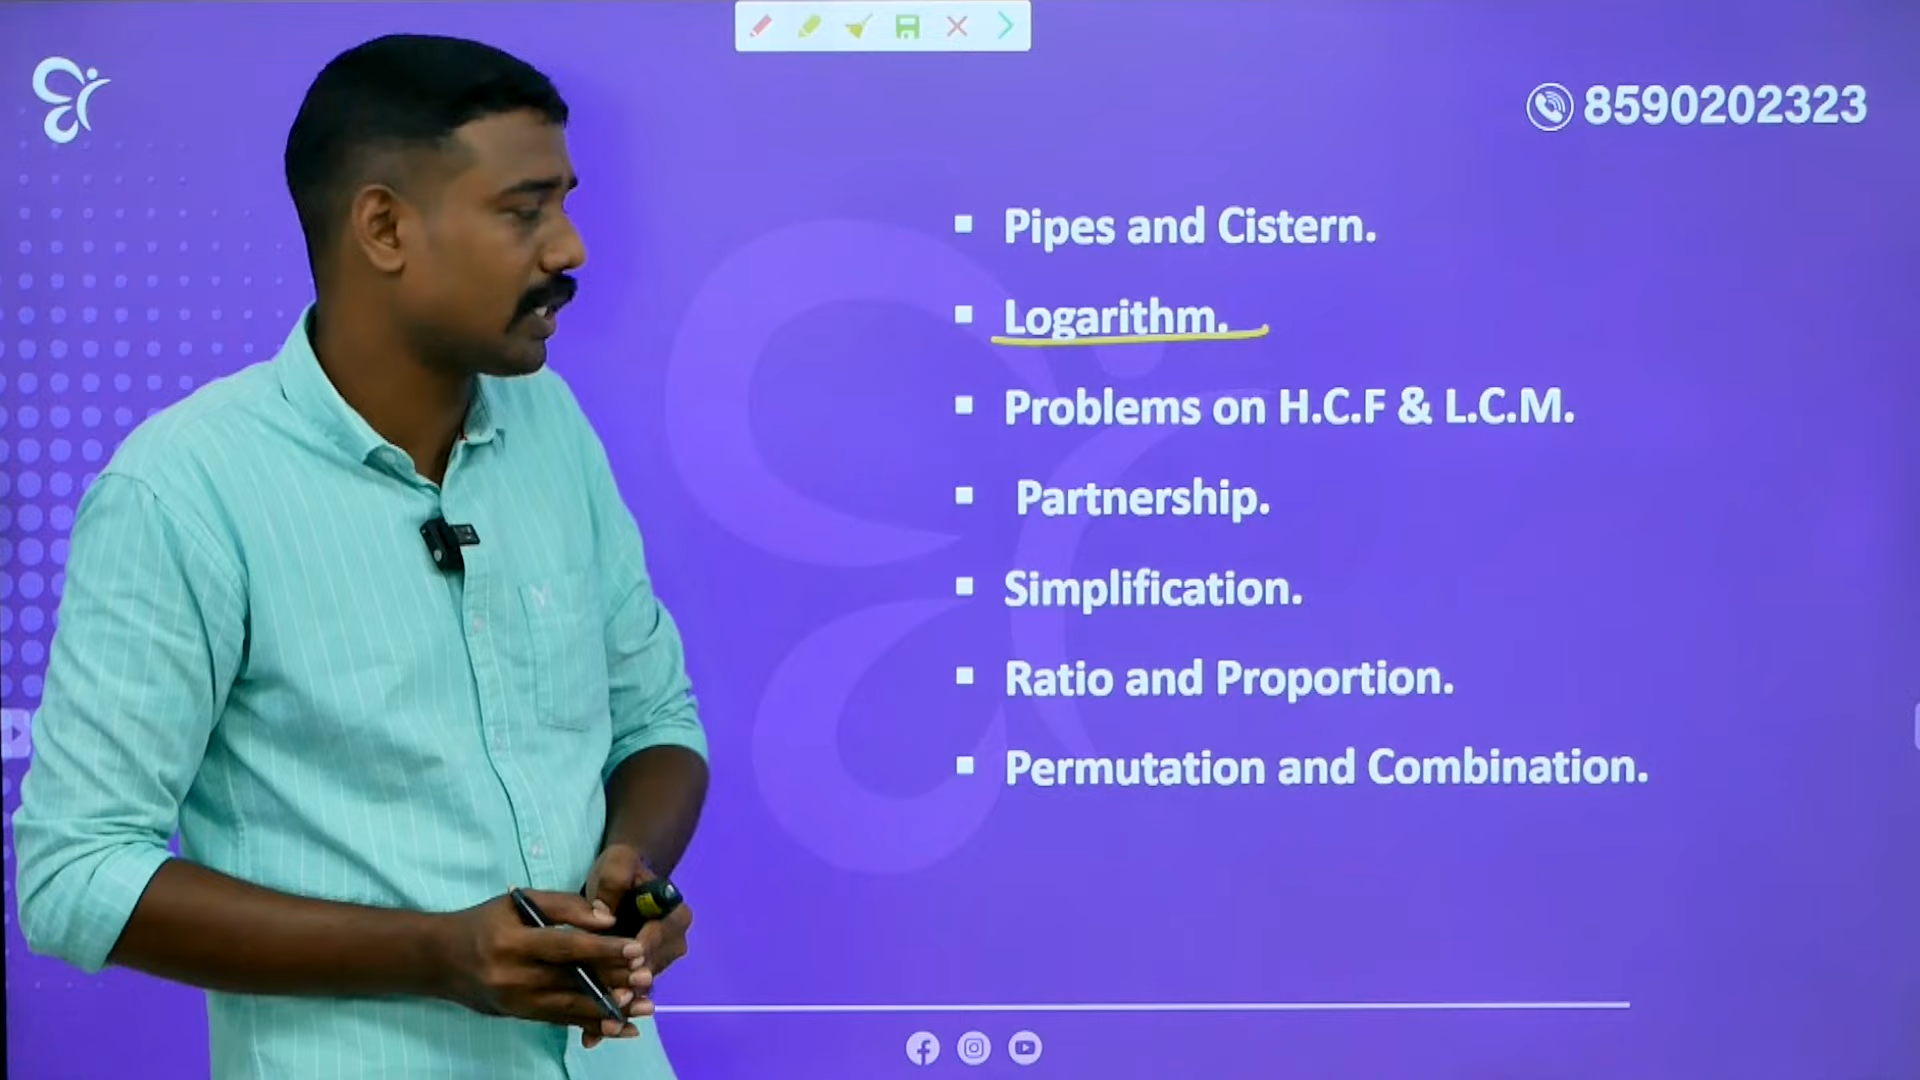 8590202323
Pipes and Cistern.
Logarithm.
Problems on H.C.F & L.C.M.
Partnership.
Simplification.
Ratio and Proportion.
Permutation and Combination.